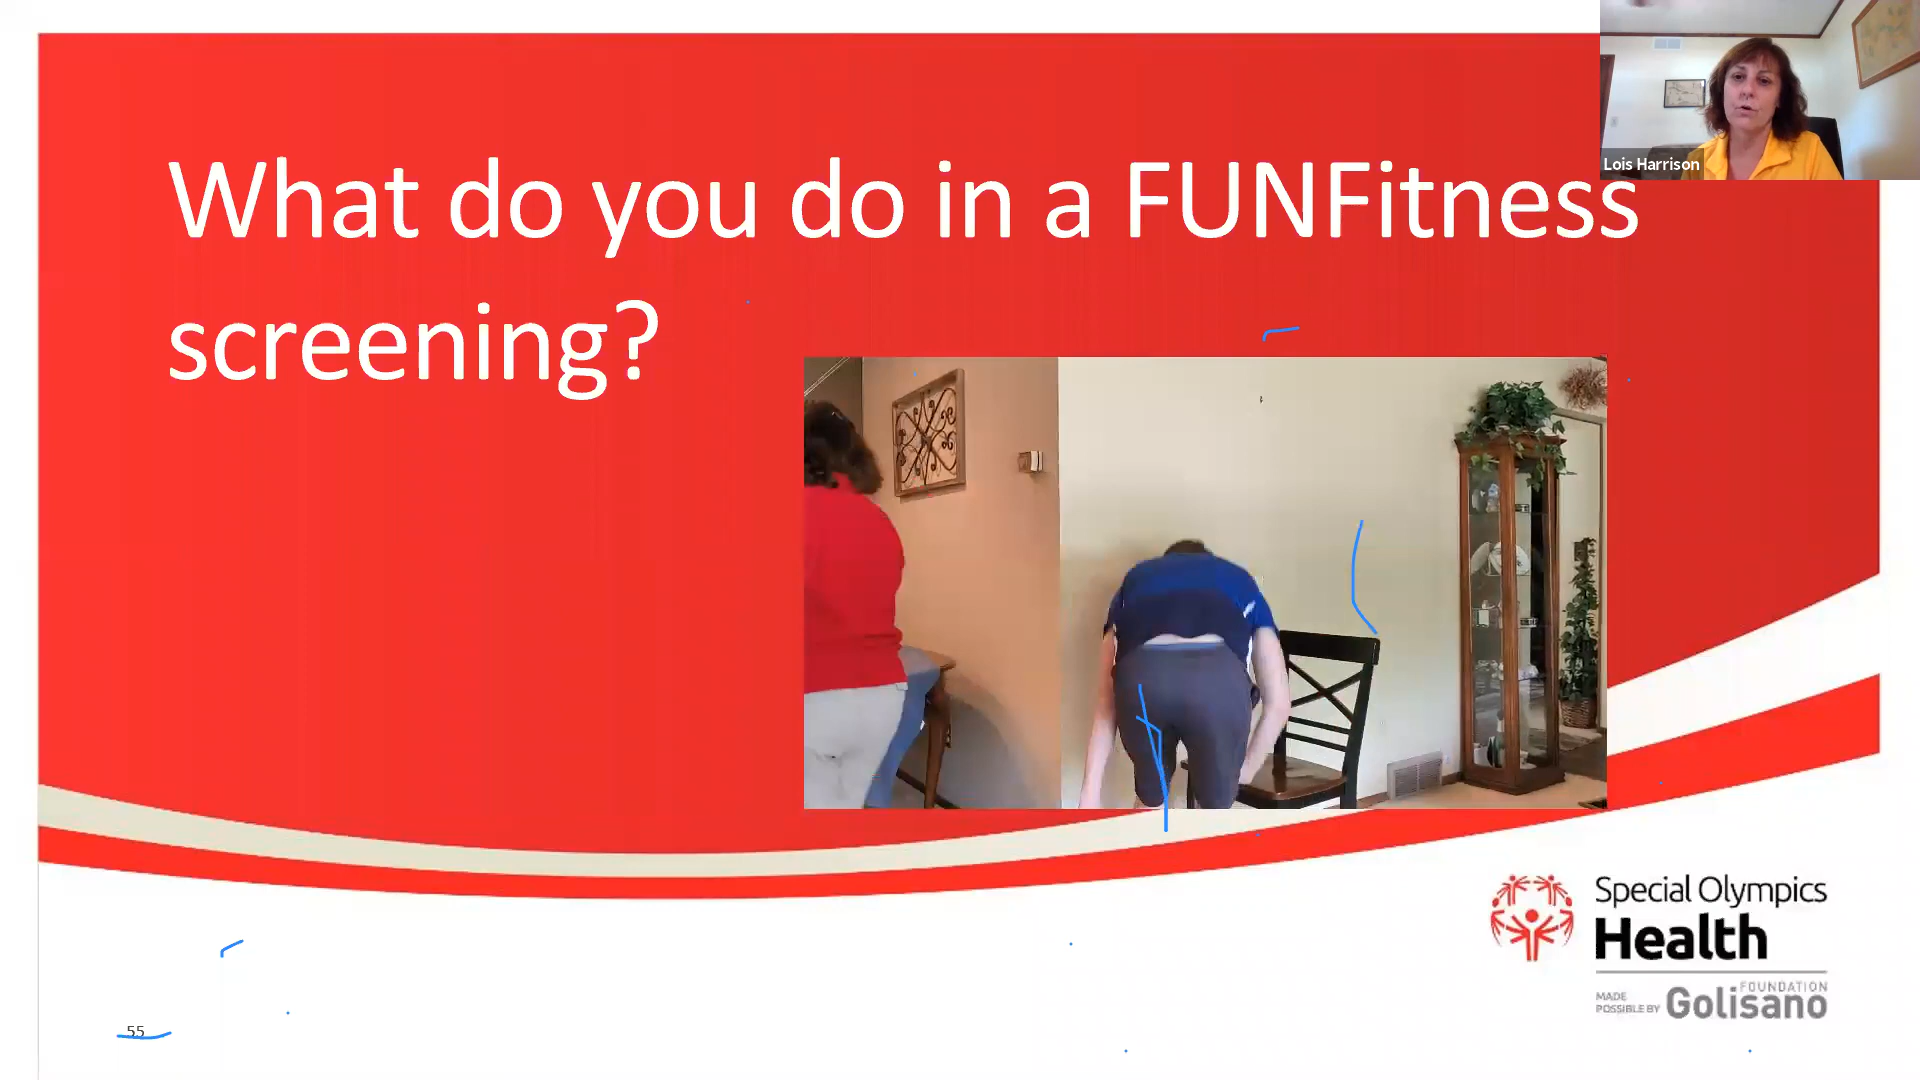 Lois Harrison
What do you do in a FUNFitness
screening?
Special Olympics
Health
MADE
POSSIBLE BY
FOUNDATION
Golisano
55